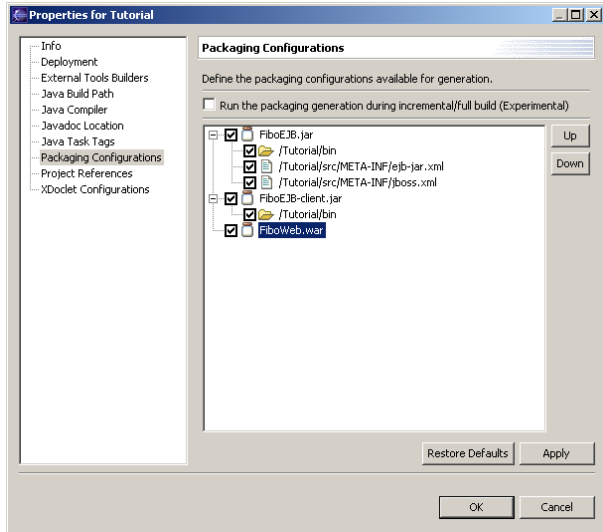 Properties for Tutorial
Info
Deployment
External Tools Builders
Java Build Path
Java Compiler
Javadoc Location
Java Task Tags
Packaging Configurations
Project References
XDoclet Configurations
Packaging Configurations
Define the packaging configurations available for generation.
Run the packaging generation during incremental/full build (Experimental)
FiboEJB.jar
/Tutorial/bin
/Tutorial/src/META-INF/ejb-jar.xml
/Tutorial/src/META-INF/jboss.xml
FiboEJB-client.jar
/Tutorial/bin
FiboWeb.war
Up
Down
Restore Defaults
Apply
OK
Cancel